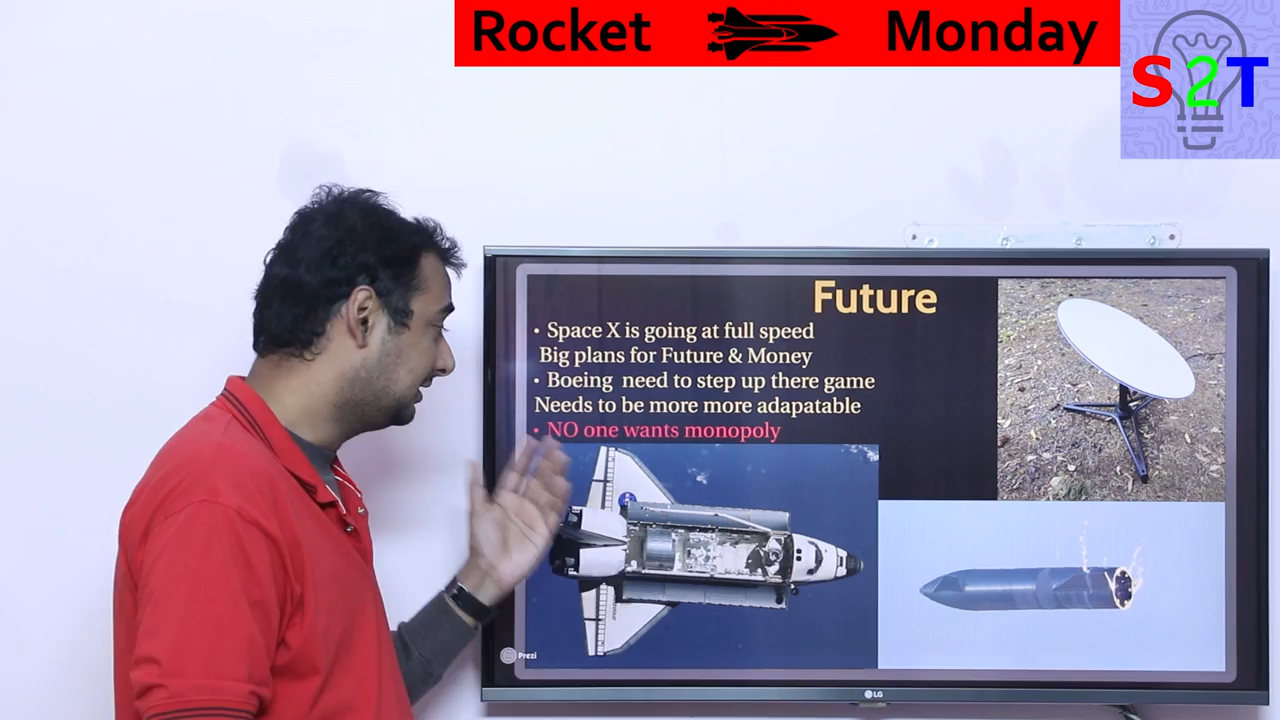 Rocket Monday
S2T
Future
• Space X is going at full speed
Big plans for Future & Money
• Boeing need to step up there game
Needs to be more more adapatable
• NO one wants monopoly
Prezi
LG